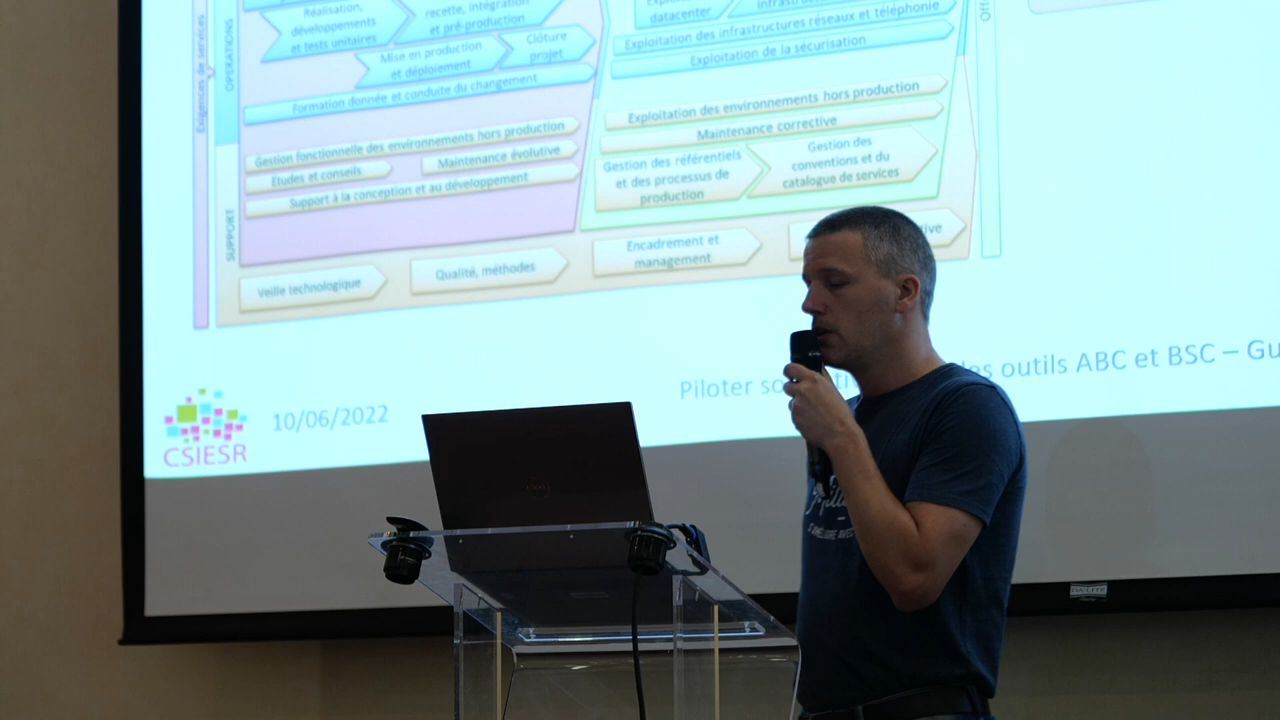 Réalisation,
développements
et tests unitaires
recette, intégration
et pré-production
Mise en production
et déploiement
Clôture
projet
Formation donnée et conduite du changement
Gestion fonctionnelle des environnements hors production
Etudes et conseils
Maintenance évolutive
Support à la conception et au développement
datacenter
Exploitation des infrastructures réseaux et téléphonie
Exploitation de la sécurisation
Exploitation des environnements hors production
Maintenance corrective
Gestion des référentiels
et des processus de
production
Gestion des
conventions et du
catalogue de services
Exigences de services
OPERATIONS
SUPPORT
Veille technologique
Qualité, méthodes
Encadrement et
management
CSIESR
10/06/2022
Piloter outils ABC et BSC –
DA-LITE